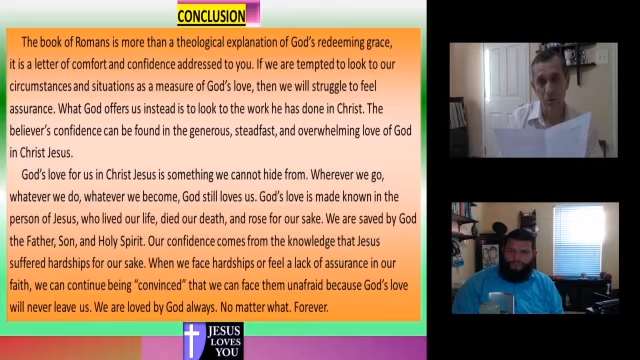 CONCLUSION
The book of Romans is more than a theological explanation of God's redeeming grace,
it is a letter of comfort and confidence addressed to you. If we are tempted to look to our
circumstances and situations as a measure of God's love, then we will struggle to feel
assurance. What God offers us instead is to look to the work he has done in Christ. The
believer's confidence can be found in the generous, steadfast, and overwhelming love of God
in Christ Jesus.
God's love for us in Christ Jesus is something we cannot hide from. Wherever we go,
whatever we do, whatever we become, God still loves us. God's love is made known in the
person of Jesus, who lived our life, died our death, and rose for our sake. We are saved by God
the Father, Son, and Holy Spirit. Our confidence comes from the knowledge that Jesus
suffered hardships for our sake. When we face hardships or feel a lack of assurance in our
faith, we can continue being "convinced" that we can face them unafraid because God's love
will never leave us. We are loved by God always. No matter what. Forever.
JESUS
LOVES
YOU